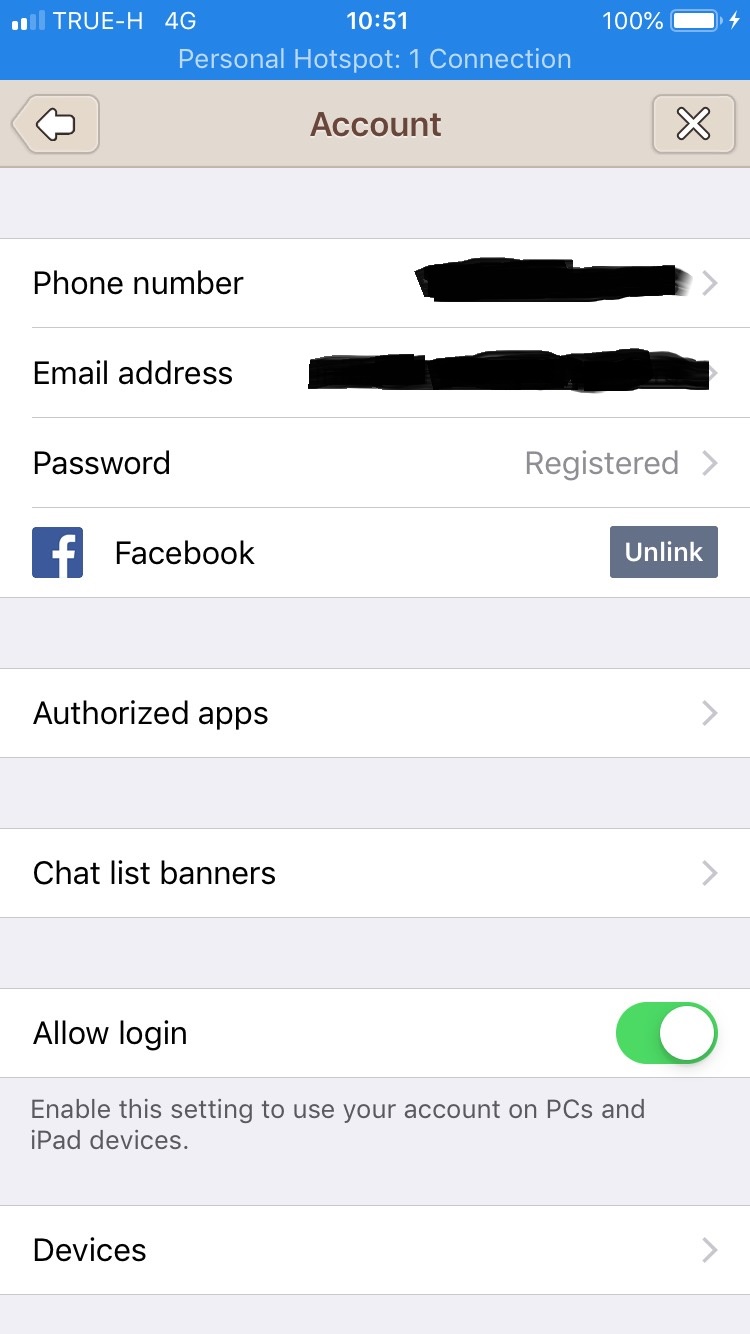 TRUE-H 4G 10:51 100%
Personal Hotspot: 1 Connection
Account
Phone number
Email address
Password Registered
Facebook Unlink
Authorized apps
Chat list banners
Allow login
Enable this setting to use your account on PCs and
iPad devices.
Devices